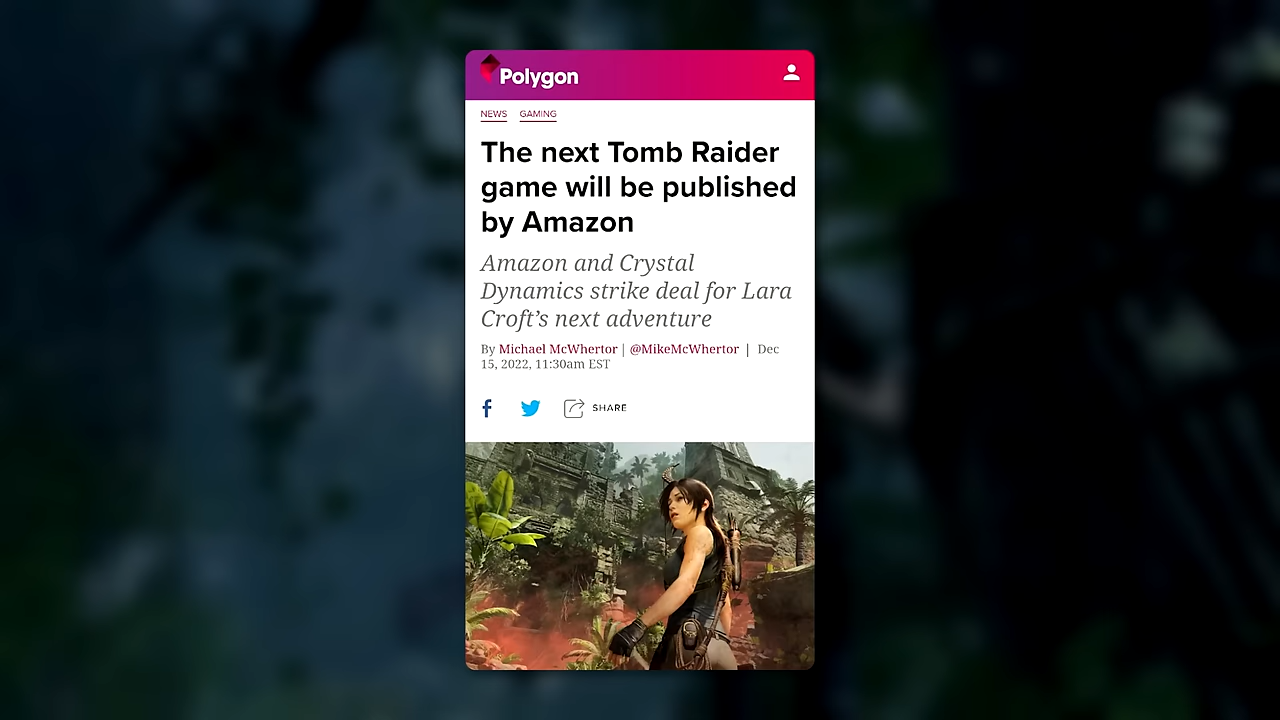 Polygon
NEWS GAMING
The next Tomb Raider
game will be published
by Amazon
Amazon and Crystal
Dynamics strike deal for Lara
Croft’s next adventure
By Michael McWhertor | @MikeMcWhertor | Dec
15, 2022, 11:30am EST
SHARE